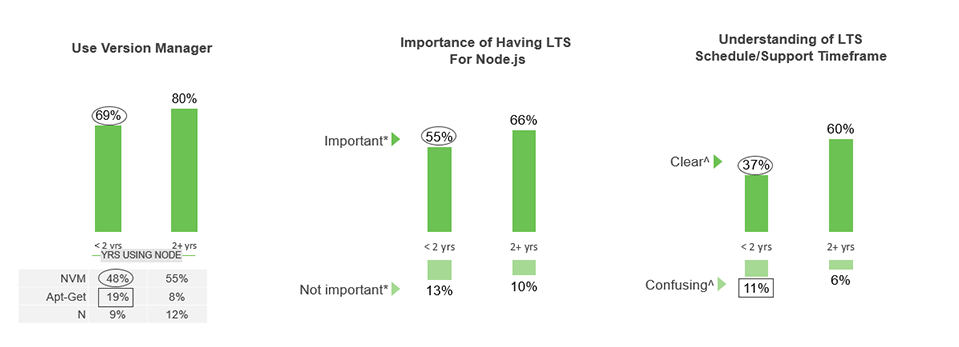 Use Version Manager
69%
80%
< 2 yrs
2+ yrs
YRS USING NODE
NVM 48% 55%
Apt-Get 19% 8%
N 9% 12%
Importance of Having LTS
For Node.js
Important*
55%
66%
< 2 yrs
2+ yrs
Not important*
13%
10%
Understanding of LTS
Schedule/Support Timeframe
Clear^
37%
60%
< 2 yrs
2+ yrs
Confusing^
11%
6%